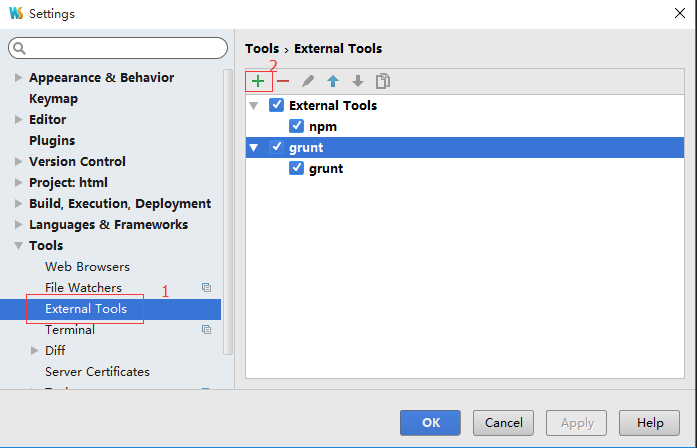 WS Settings
Tools › External Tools
Appearance & Behavior
Keymap
Editor
Plugins
Version Control
Project: html
Build, Execution, Deployment
Languages & Frameworks
Tools
Web Browsers
File Watchers
1
External Tools
Terminal
Diff
Server Certificates
2
External Tools
npm
grunt
grunt
OK Cancel Apply Help